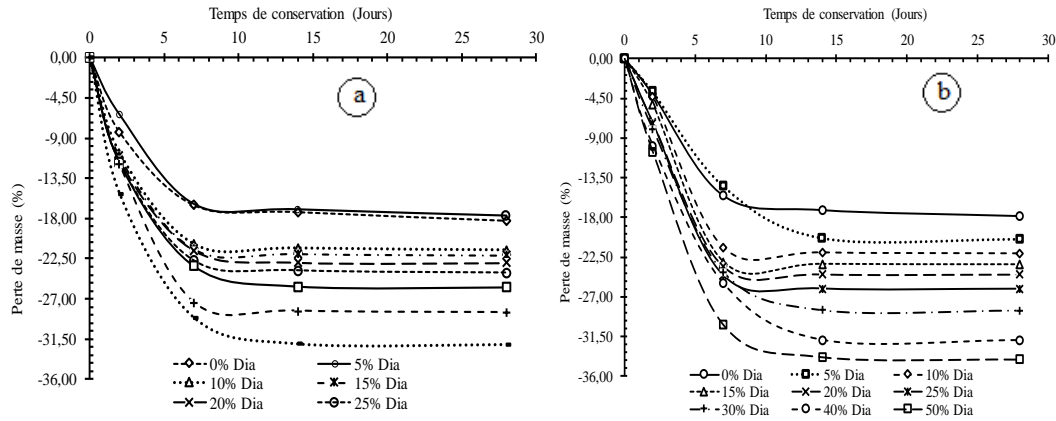 Temps de conservation (Jours)
0 5 10 15 20 25 30
0,00
-4,50
-9,00
-13,50
-18,00
-22,50
-27,00
-31,50
-36,00
Perte de masse (%)
a
0% Dia 5% Dia
10% Dia 15% Dia
20% Dia 25% Dia
Temps de conservation (Jours)
0 5 10 15 20 25 30
0,00
-4,50
-9,00
-13,50
-18,00
-22,50
-27,00
-31,50
-36,00
Perte de masse (%)
b
0% Dia 5% Dia 10% Dia
15% Dia 20% Dia 25% Dia
30% Dia 40% Dia 50% Dia